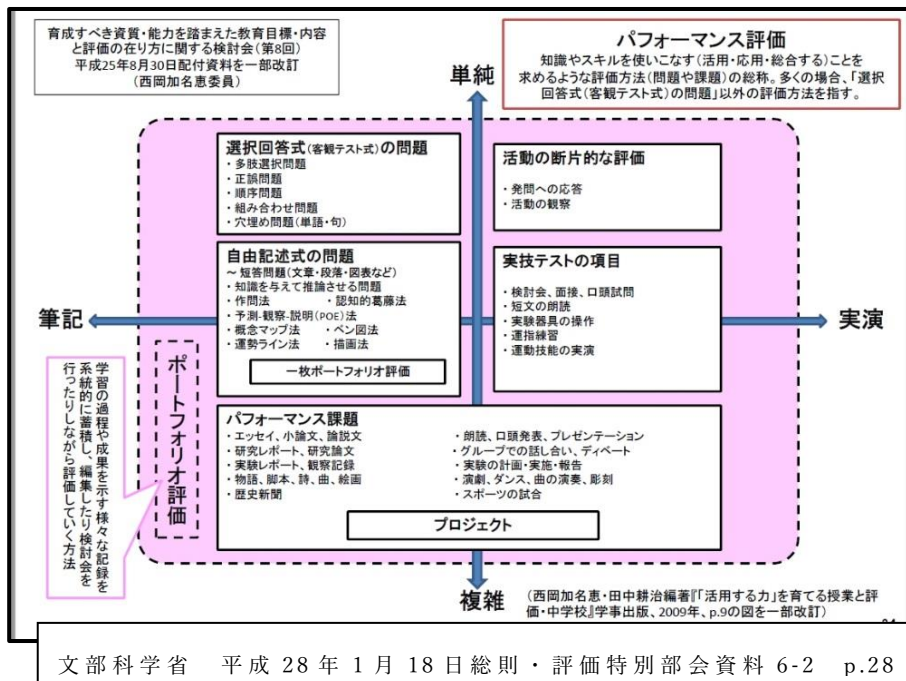 育成すべき資質・能力を踏まえた教育目標・内容
と評価の在り方に関する検討会(第8回)
平成25年8月30日配付資料を一部改訂
(西岡加名恵委員)
パフォーマンス評価
知識やスキルを使いこなす(活用・応用・総合する)ことを
求めるような評価方法(問題や課題)の総称。多くの場合、「選択
回答式(客観テスト式)の問題」以外の評価方法を指す。
単純
選択回答式(客観テスト式)の問題
・多肢選択問題
・正誤問題
・順序問題
・組み合わせ問題
・穴埋め問題(単語・句)
活動の断片的な評価
・発問への応答
・活動の観察
自由記述式の問題
~ 短答問題(文章・段落・図表など)
・知識を与えて推論させる問題
・作問法 ・認知的葛藤法
・予測-観察-説明(POE)法
・概念マップ法 ・ベン図法
・運勢ライン法 ・描画法
一枚ポートフォリオ評価
実技テストの項目
・検討会、面接、口頭試問
・短文の朗読
・実験器具の操作
・運指練習
・運動技能の実演
筆記
実演
ポートフォリオ評価
学習の過程や成果を示す様々な記録を
系統的に蓄積し、編集したり検討会を
行ったりしながら評価していく方法
パフォーマンス課題
・エッセイ、小論文、論説文
・研究レポート、研究論文
・実験レポート、観察記録
・物語、脚本、詩、曲、絵画
・歴史新聞
・朗読、口頭発表、プレゼンテーション
・グループでの話し合い、ディベート
・実験の計画・実施・報告
・演劇、ダンス、曲の演奏、彫刻
・スポーツの試合
プロジェクト
複雑
(西岡加名恵・田中耕治編著『「活用する力」を育てる授業と評
価・中学校』学事出版、2009年、p.9の図を一部改訂)
文部科学省 平成28年1月18日総則・評価特別部会資料6-2 p.28